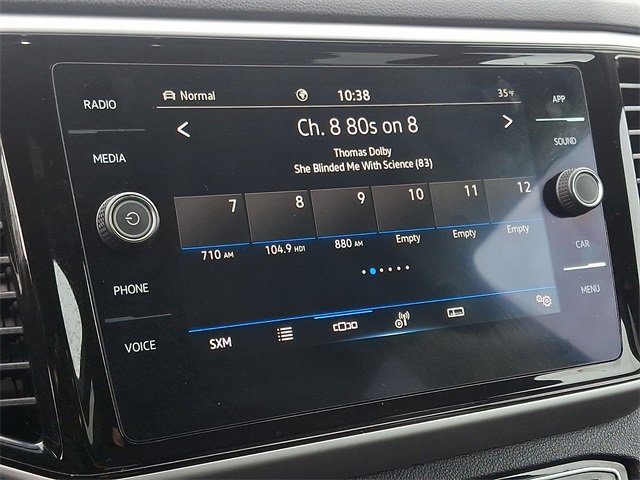 RADIO
MEDIA
PHONE
VOICE
Normal
10:38
35°F
Ch. 8 80s on 8
Thomas Dolby
She Blinded Me With Science (83)
7 8 9 10 11 12
710 AM 104.9 HD1 880 AM Empty Empty Empty
SXM
APP
SOUND
CAR
MENU